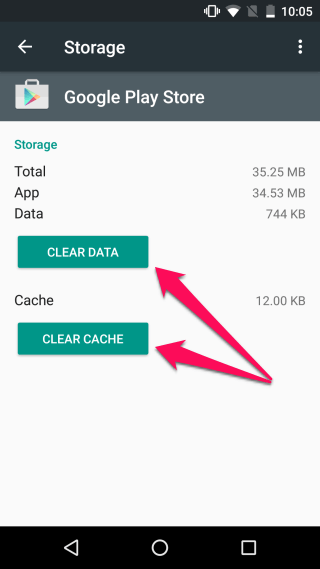 10:05
Storage
Google Play Store
Storage
Total 35.25 MB
App 34.53 MB
Data 744 KB
CLEAR DATA
Cache 12.00 KB
CLEAR CACHE